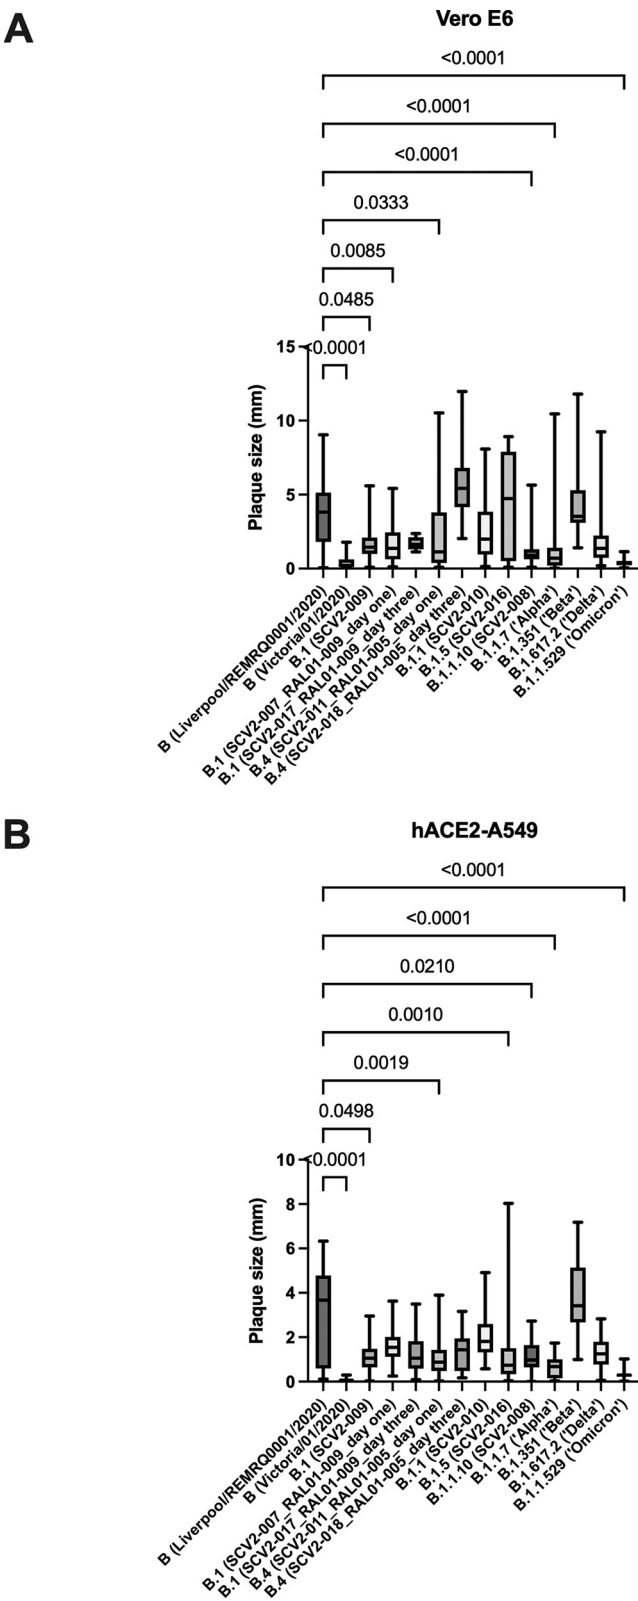 A
Vero E6
<0.0001
<0.0001
<0.0001
0.0333
0.0085
0.0485
<0.0001
15
10
5
0
Plaque size (mm)
B (Liverpool/REMRQ0001/2020)
B (Victoria/01/2020)
B.1 (SCV2-009)
B.1 (SCV2-007_RAL01-009_day one)
B.1 (SCV2-017_RAL01-009_day three)
B.4 (SCV2-011_RAL01-005_day one)
B.4 (SCV2-018_RAL01-005_day three)
B.1.1 (SCV2-010)
B.1.5 (SCV2-016)
B.1.1.10 (SCV2-008)
B.1.1.7 ('Alpha')
B.1.351 ('Beta')
B.1.617.2 ('Delta')
B.1.1.529 ('Omicron')
B
hACE2-A549
<0.0001
<0.0001
0.0210
0.0010
0.0019
0.0498
<0.0001
10
8
6
4
2
0
Plaque size (mm)
B (Liverpool/REMRQ0001/2020)
B (Victoria/01/2020)
B.1 (SCV2-009)
B.1 (SCV2-007_RAL01-009_day one)
B.1 (SCV2-017_RAL01-009_day three)
B.4 (SCV2-011_RAL01-005_day one)
B.4 (SCV2-018_RAL01-005_day three)
B.1.1 (SCV2-010)
B.1.5 (SCV2-016)
B.1.1.10 (SCV2-008)
B.1.1.7 ('Alpha')
B.1.351 ('Beta')
B.1.617.2 ('Delta')
B.1.1.529 ('Omicron')